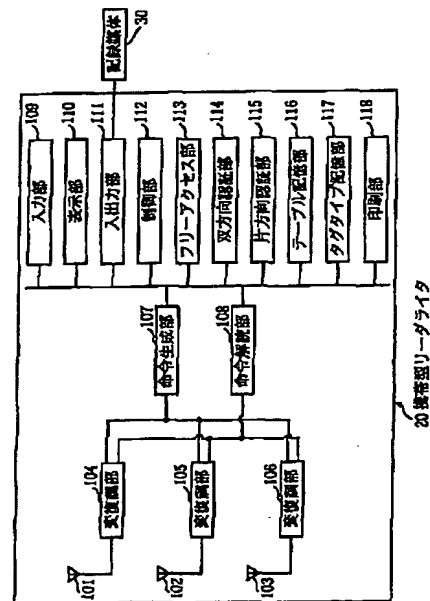 30
記録媒体
109
入力部
110
表示部
111
入出力部
112
制御部
113
フリーアクセス部
114
双方向認証部
115
片方向認証部
116
テーブル記憶部
117
タグタイプ記憶部
118
印刷部
107
命令生成部
108
命令解読部
104
変復調部
105
変復調部
106
変復調部
101
102
103
20 携帯型リーダライタ